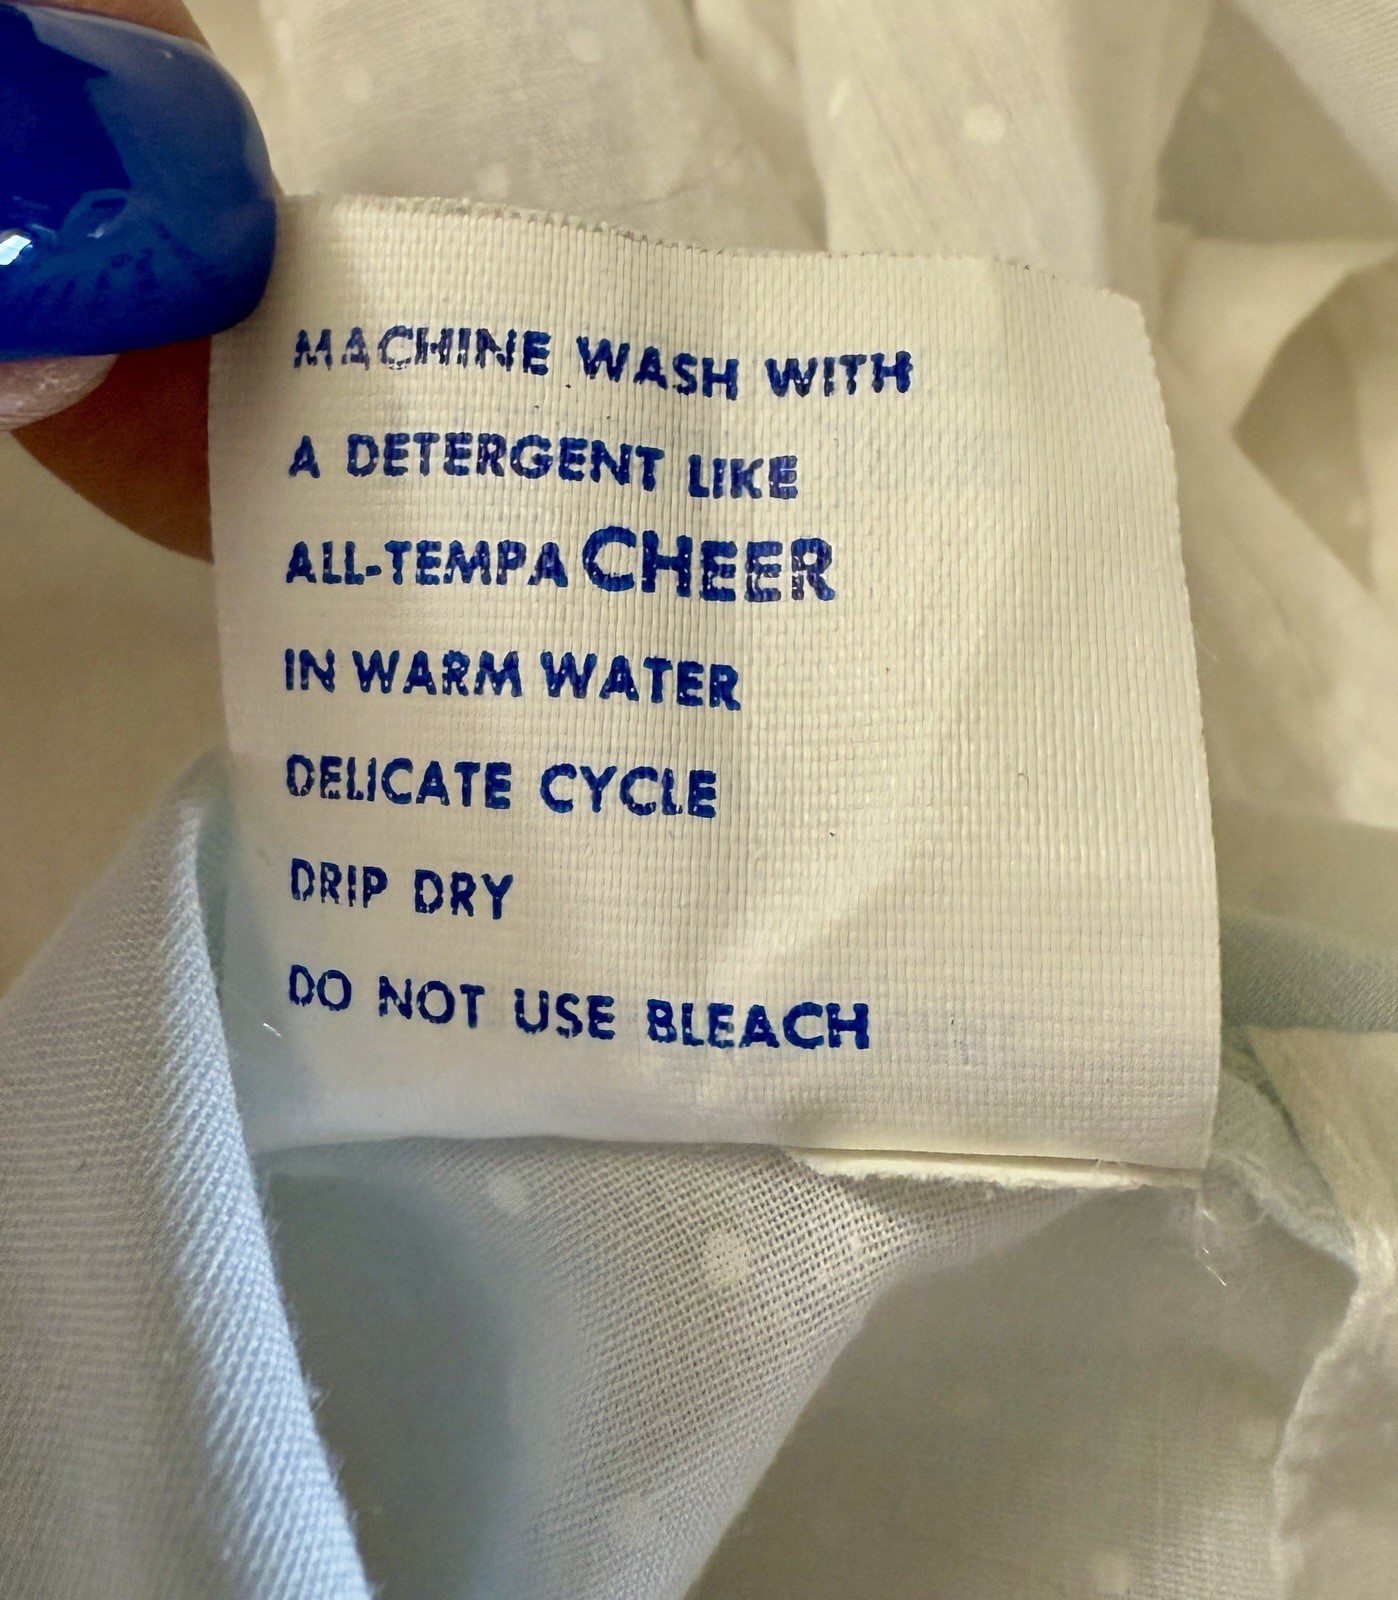 MACHINE WASH WITH
A DETERGENT LIKE
ALL-TEMPA CHEER
IN WARM WATER
DELICATE CYCLE
DRIP DRY
DO NOT USE BLEACH